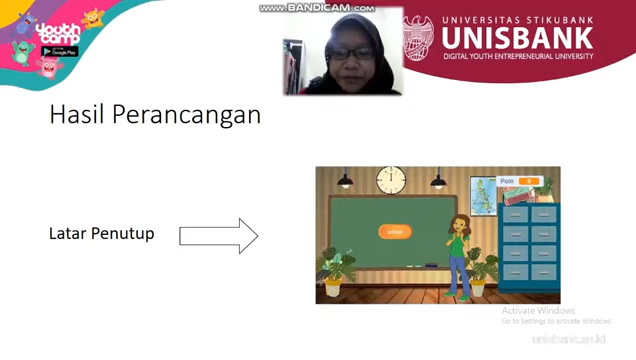 www.BANDICAM.com
youth
camp
Google Play
UNIVERSITAS STIKUBANK
UNISBANK
DIGITAL YOUTH ENTREPRENEURIAL UNIVERSITY
Hasil Perancangan
Poin
Latar Penutup
Activate Windows
Go to Settings to activate Windows.
unisbank.ac.id